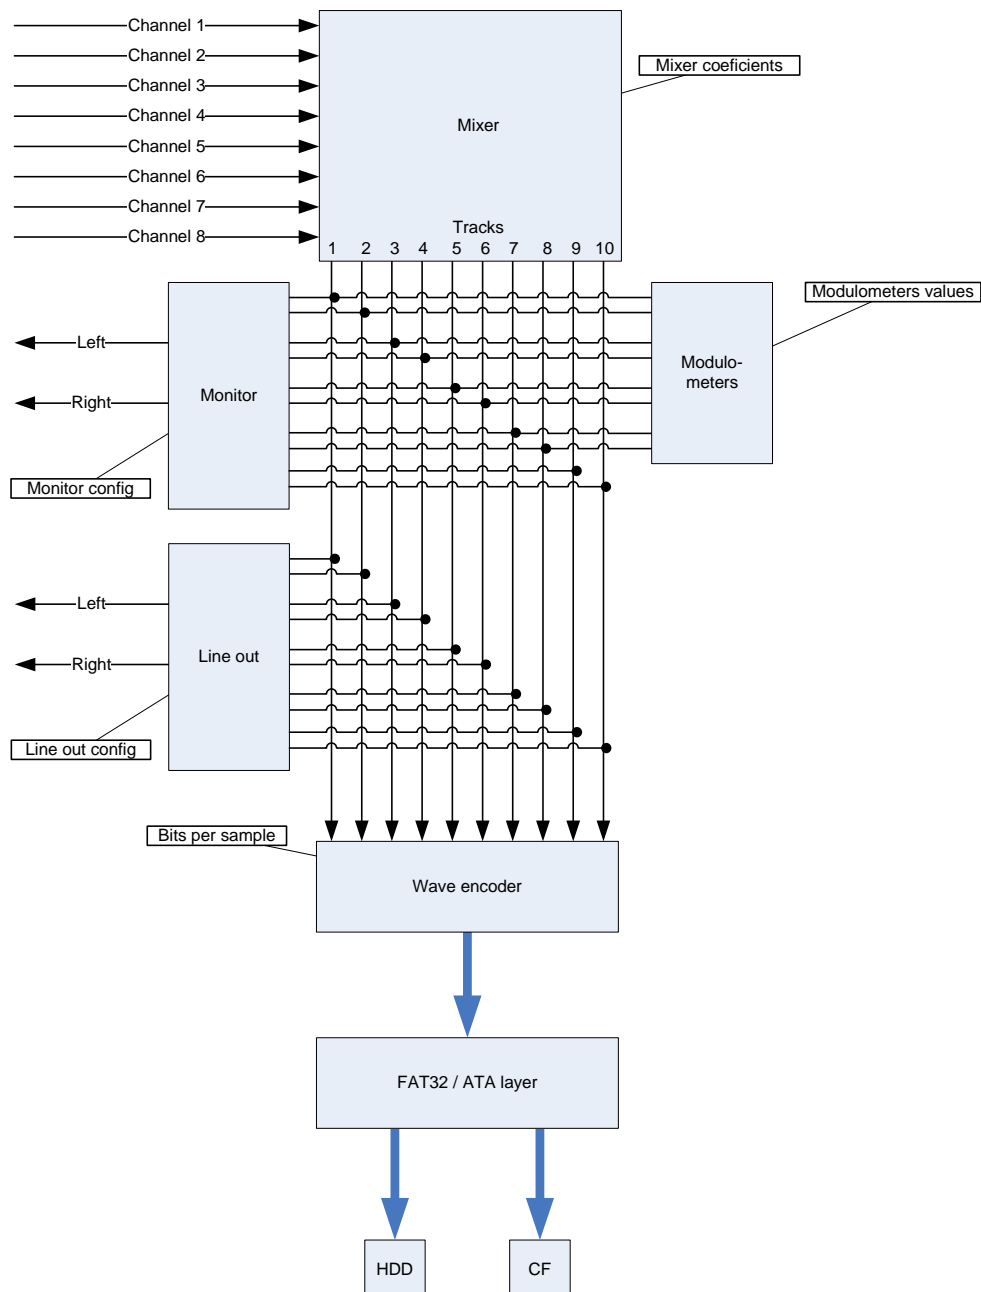 Channel 1
Channel 2
Channel 3
Channel 4
Channel 5
Channel 6
Channel 7
Channel 8
Mixer coeficients
Mixer
Tracks
1 2 3 4 5 6 7 8 9 10
Modulometers values
Left
Right
Monitor
Modulo-
meters
Monitor config
Left
Right
Line out
Line out config
Bits per sample
Wave encoder
FAT32 / ATA layer
HDD
CF